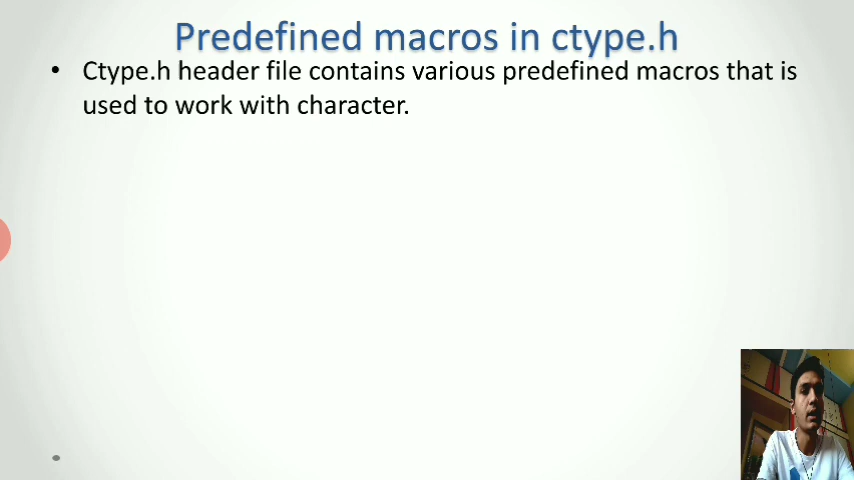 Predefined macros in ctype.h
• Ctype.h header file contains various predefined macros that is
used to work with character.